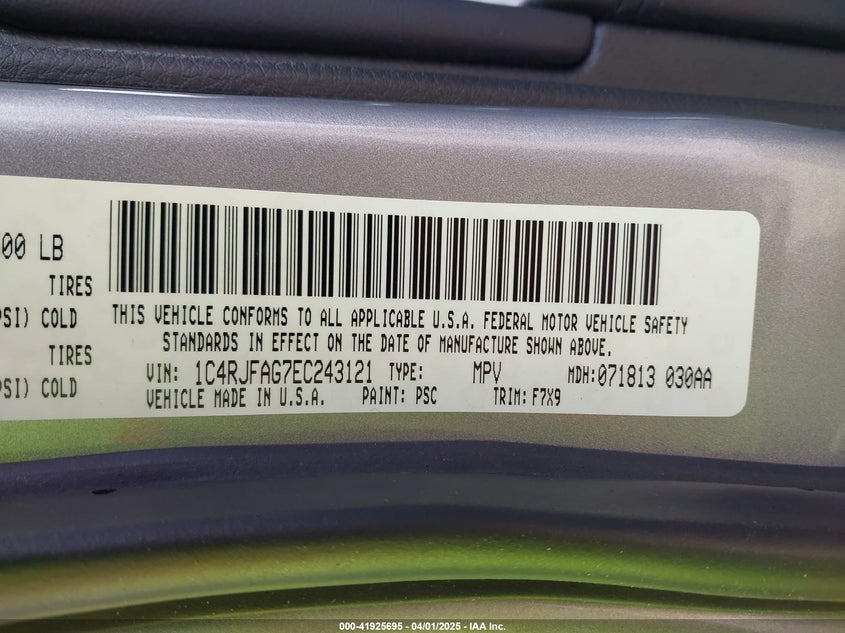 00 LB
TIRES
PSI) COLD
TIRES
PSI) COLD
THIS VEHICLE CONFORMS TO ALL APPLICABLE U.S.A. FEDERAL MOTOR VEHICLE SAFETY
STANDARDS IN EFFECT ON THE DATE OF MANUFACTURE SHOWN ABOVE.
VIN: 1C4RJFAG7EC243121 TYPE: MPV MDH:071813 030AA
VEHICLE MADE IN U.S.A. PAINT: PSC TRIM: F7X9
000-41925695 - 04/01/2025 - IAA Inc.